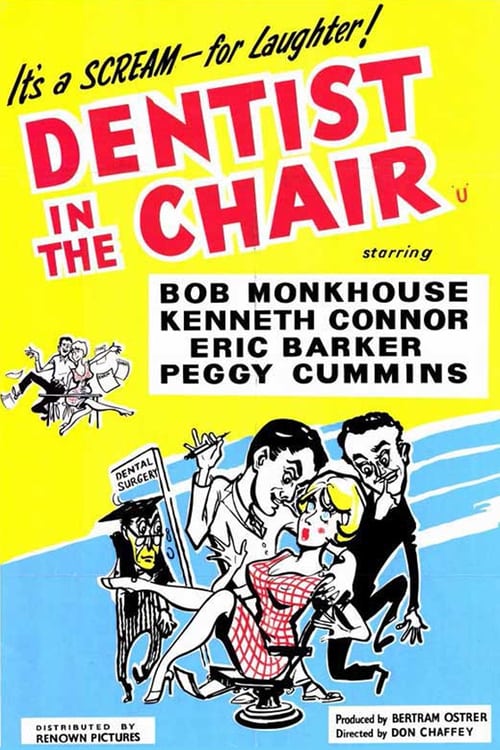 It's a SCREAM—for Laughter!
DENTIST
IN THE CHAIR
'U'
starring
BOB MONKHOUSE
KENNETH CONNOR
ERIC BARKER
PEGGY CUMMINS
DENTAL
SURGERY
DISTRIBUTED BY
RENOWN PICTURES
Produced by BERTRAM OSTRER
Directed by DON CHAFFEY